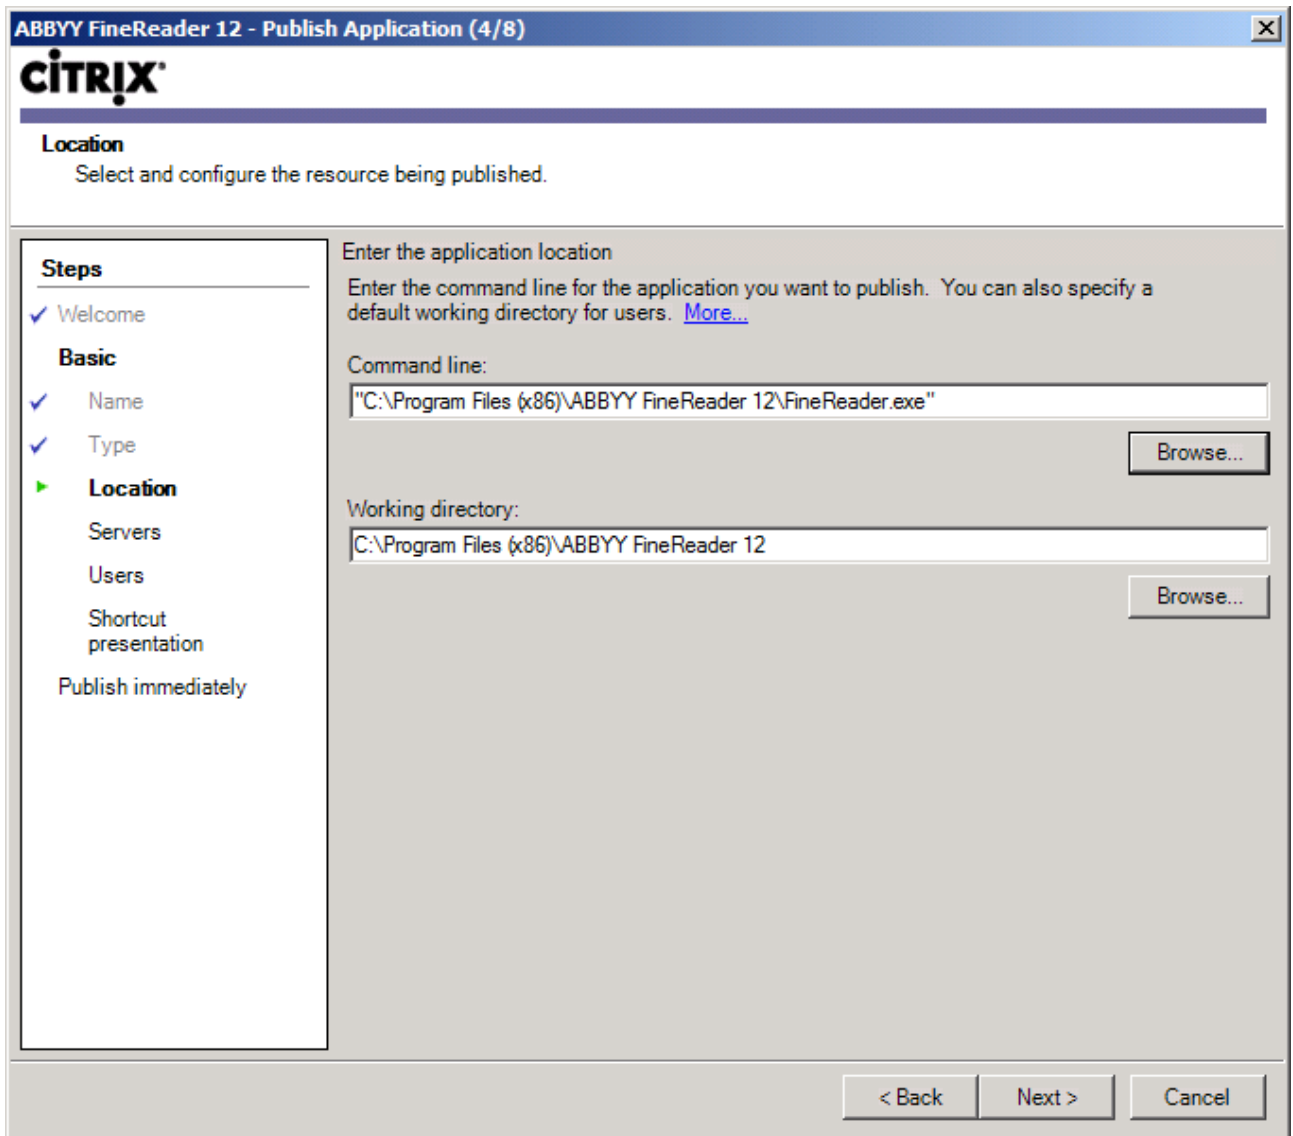 ABBYY FineReader 12 - Publish Application (4/8)
CİTRIX
Location
Select and configure the resource being published.
Steps
Welcome
Basic
Name
Type
Location
Servers
Users
Shortcut
presentation
Publish immediately
Enter the application location
Enter the command line for the application you want to publish.  You can also specify a
default working directory for users.  More...
Command line:
"C:\Program Files (x86)\ABBYY FineReader 12\FineReader.exe"
Browse...
Working directory:
C:\Program Files (x86)\ABBYY FineReader 12
Browse...
< Back
Next >
Cancel